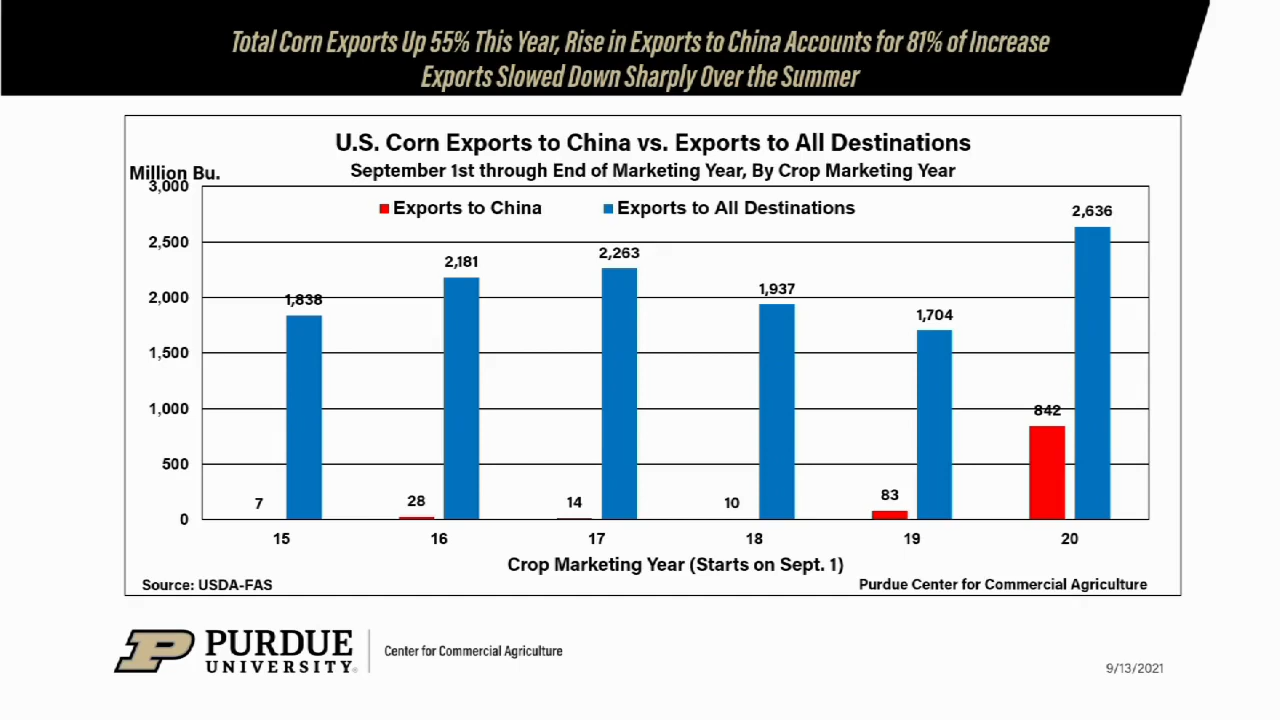 Total Corn Exports Up 55% This Year, Rise in Exports to China Accounts for 81% of Increase
Exports Slowed Down Sharply Over the Summer
U.S. Corn Exports to China vs. Exports to All Destinations
September 1st through End of Marketing Year, By Crop Marketing Year
Million Bu.
3,000
Exports to China
Exports to All Destinations
2,636
2,500
2,263
2,181
2,000
1,937
1,838
1,704
1,500
1,000
842
500
7
28
14
10
83
0
15
16
17
18
19
20
Crop Marketing Year (Starts on Sept. 1)
Source: USDA-FAS
Purdue Center for Commercial Agriculture
P
PURDUE
UNIVERSITY®
Center for Commercial Agriculture
9/13/2021